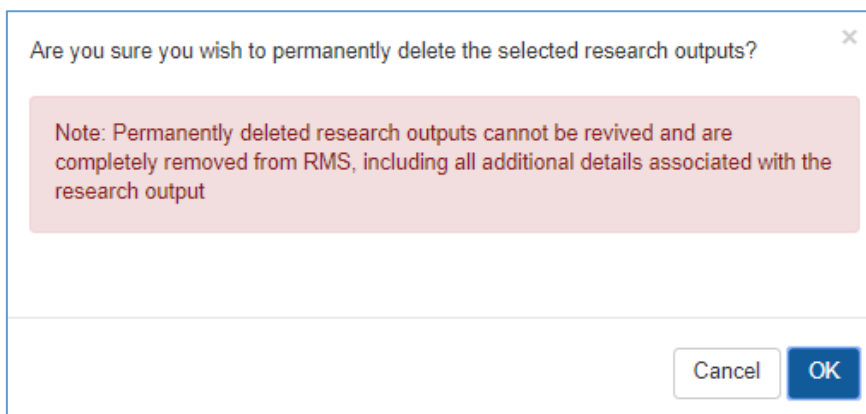 Are you sure you wish to permanently delete the selected research outputs?
×
Note: Permanently deleted research outputs cannot be revived and are
completely removed from RMS, including all additional details associated with the
research output
Cancel
OK